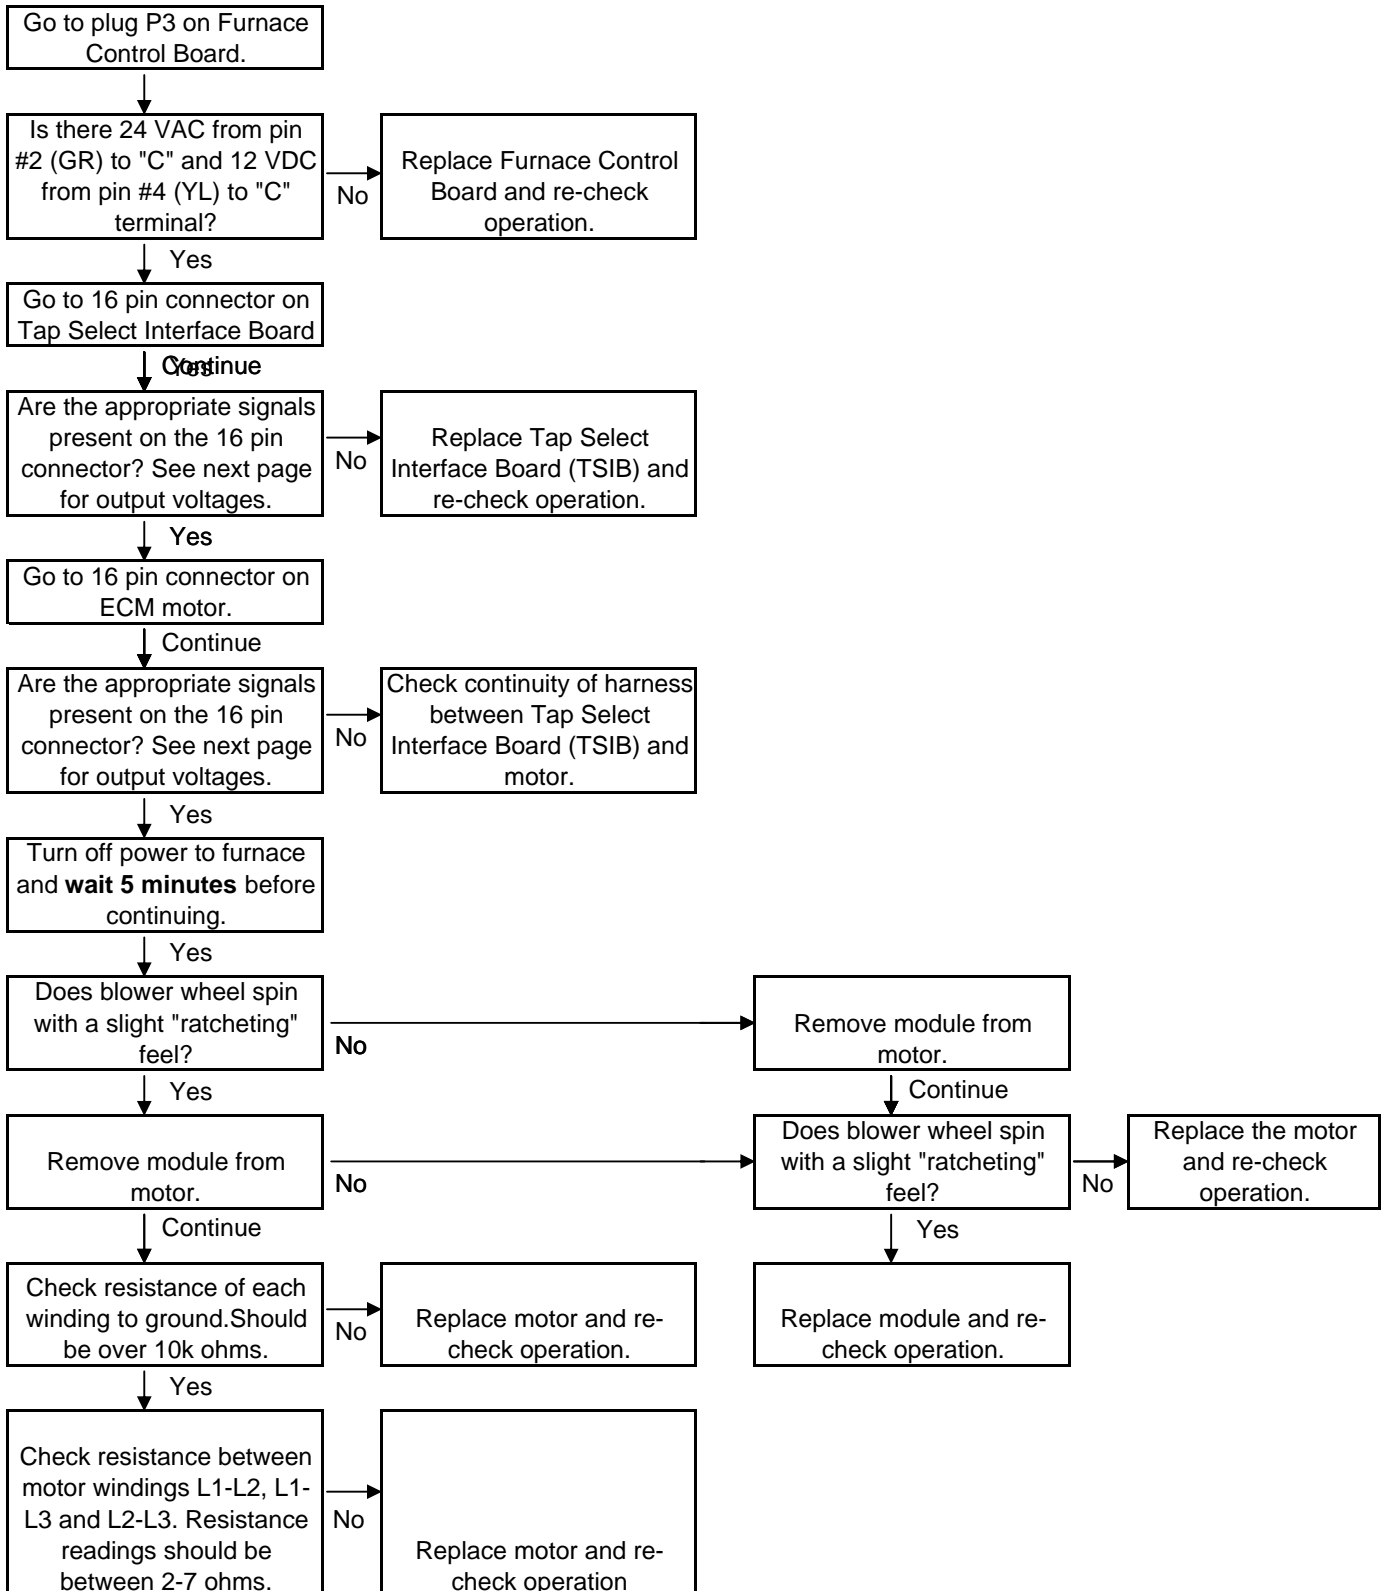 Go to plug P3 on Furnace
Control Board.
Is there 24 VAC from pin
#2 (GR) to "C" and 12 VDC
from pin #4 (YL) to "C"
terminal?
No
Replace Furnace Control
Board and re-check
operation.
Yes
Go to 16 pin connector on
Tap Select Interface Board
Continue
Yes
Are the appropriate signals
present on the 16 pin
connector? See next page
for output voltages.
No
Replace Tap Select
Interface Board (TSIB) and
re-check operation.
Yes
Go to 16 pin connector on
ECM motor.
Continue
Are the appropriate signals
present on the 16 pin
connector? See next page
for output voltages.
No
Check continuity of harness
between Tap Select
Interface Board (TSIB) and
motor.
Yes
Turn off power to furnace
and wait 5 minutes before
continuing.
Yes
Does blower wheel spin
with a slight "ratcheting"
feel?
No
Remove module from
motor.
Yes
Continue
Remove module from
motor.
No
Does blower wheel spin
with a slight "ratcheting"
feel?
No
Replace the motor
and re-check
operation.
Continue
Yes
Check resistance of each
winding to ground.Should
be over 10k ohms.
No
Replace motor and re-
check operation.
Replace module and re-
check operation.
Yes
Check resistance between
motor windings L1-L2, L1-
L3 and L2-L3. Resistance
readings should be
between 2-7 ohms.
No
Replace motor and re-
check operation